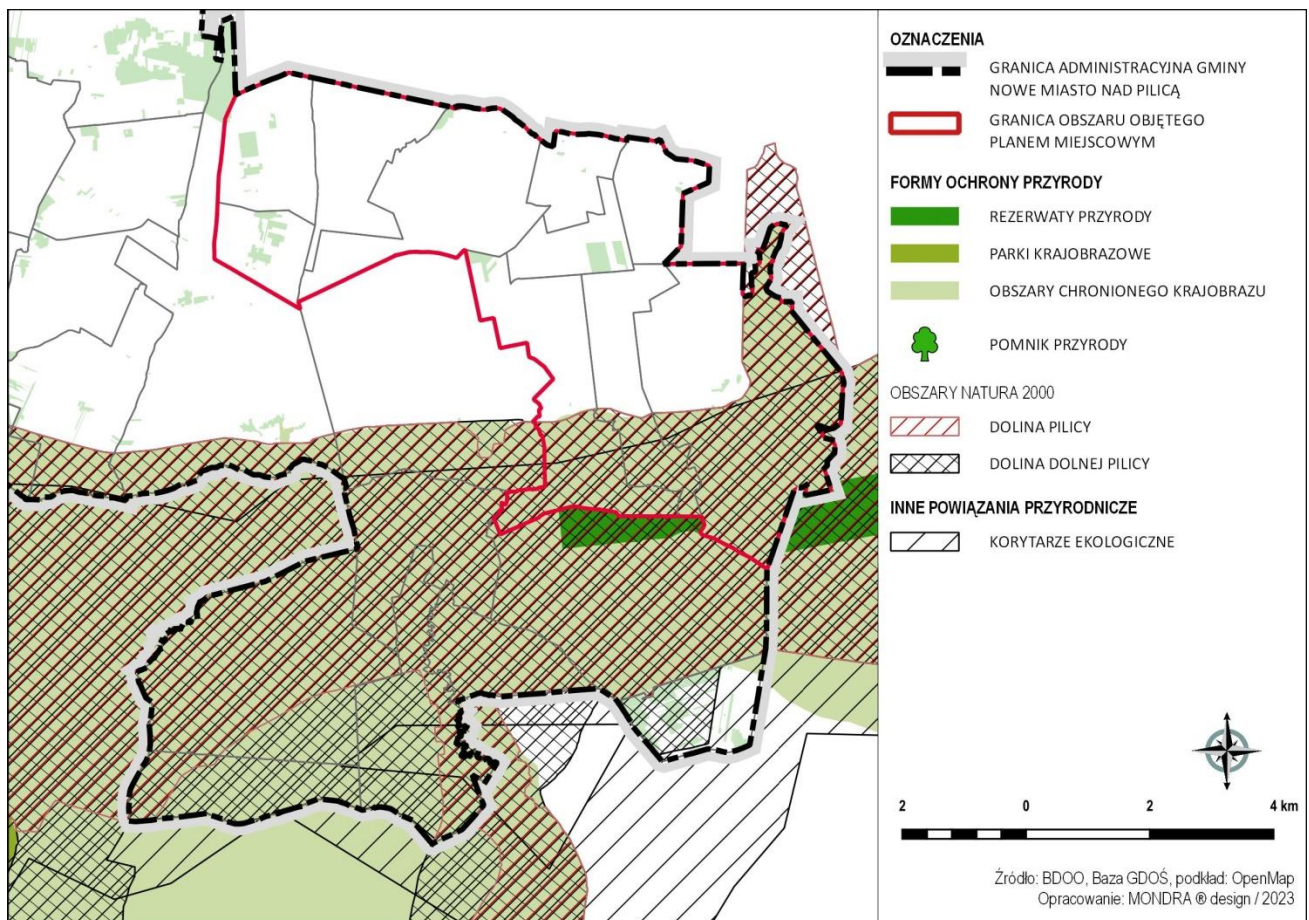 OZNACZENIA
GRANICA ADMINISTRACYJNA GMINY
NOWE MIASTO NAD PILICĄ
GRANICA OBSZARU OBJĘTEGO
PLANEM MIEJSCOWYM
FORMY OCHRONY PRZYRODY
REZERWATY PRZYRODY
PARKI KRAJOBRAZOWE
OBSZARY CHRONIONEGO KRAJOBRAZU
POMNIK PRZYRODY
OBSZARY NATURA 2000
DOLINA PILICY
DOLINA DOLNEJ PILICY
INNE POWIĄZANIA PRZYRODNICZE
KORYTARZE EKOLOGICZNE
2 0 2 4 km
Źródło: BDOO, Baza GDOŚ, podkład: OpenMap
Opracowanie: MONDRA ® design / 2023